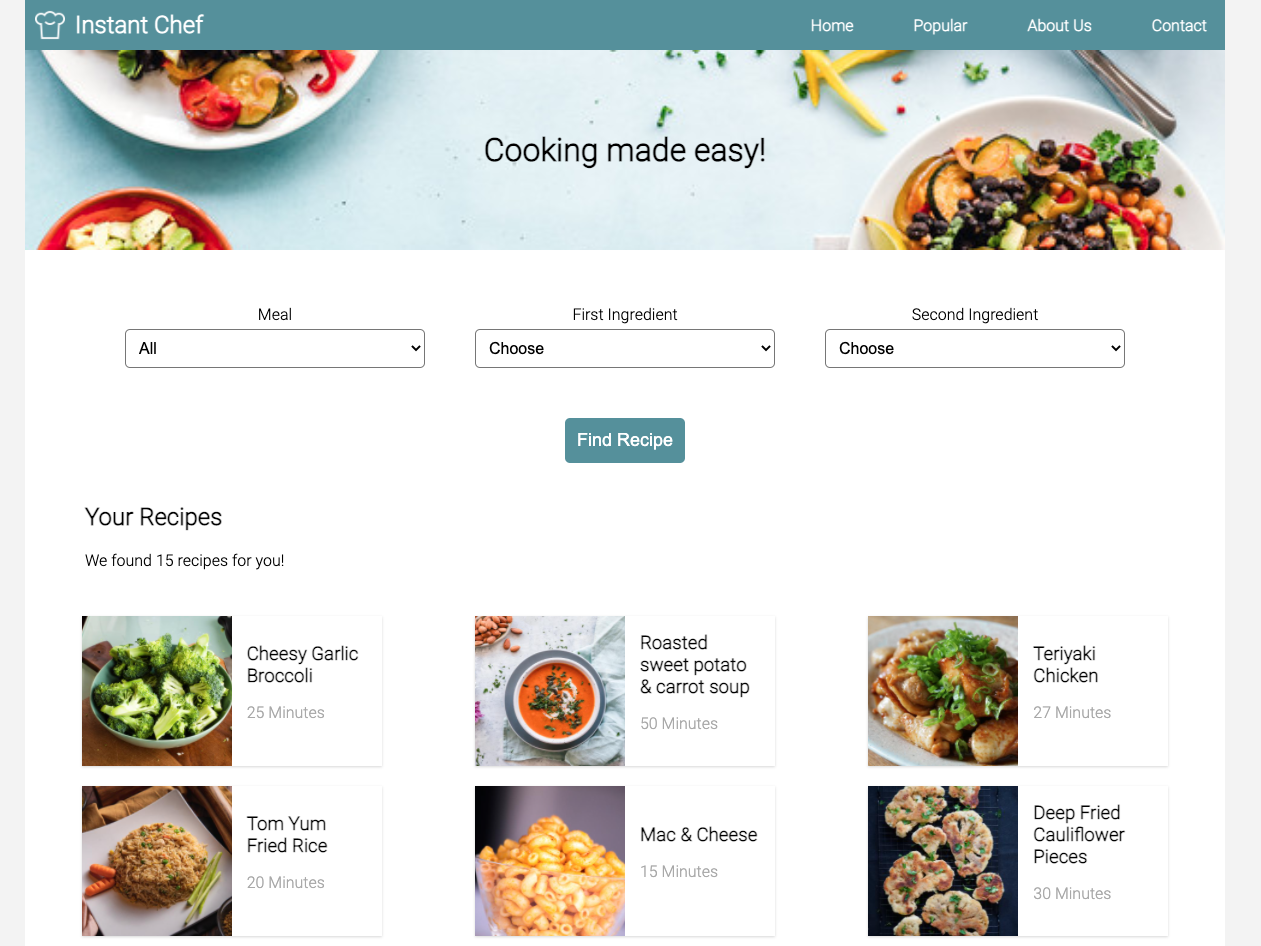 Instant Chef
Home Popular About Us Contact
Cooking made easy!
Meal
All
First Ingredient
Choose
Second Ingredient
Choose
Find Recipe
Your Recipes
We found 15 recipes for you!
Cheesy Garlic
Broccoli
25 Minutes
Roasted
sweet potato
& carrot soup
50 Minutes
Teriyaki
Chicken
27 Minutes
Tom Yum
Fried Rice
20 Minutes
Mac & Cheese
15 Minutes
Deep Fried
Cauliflower
Pieces
30 Minutes